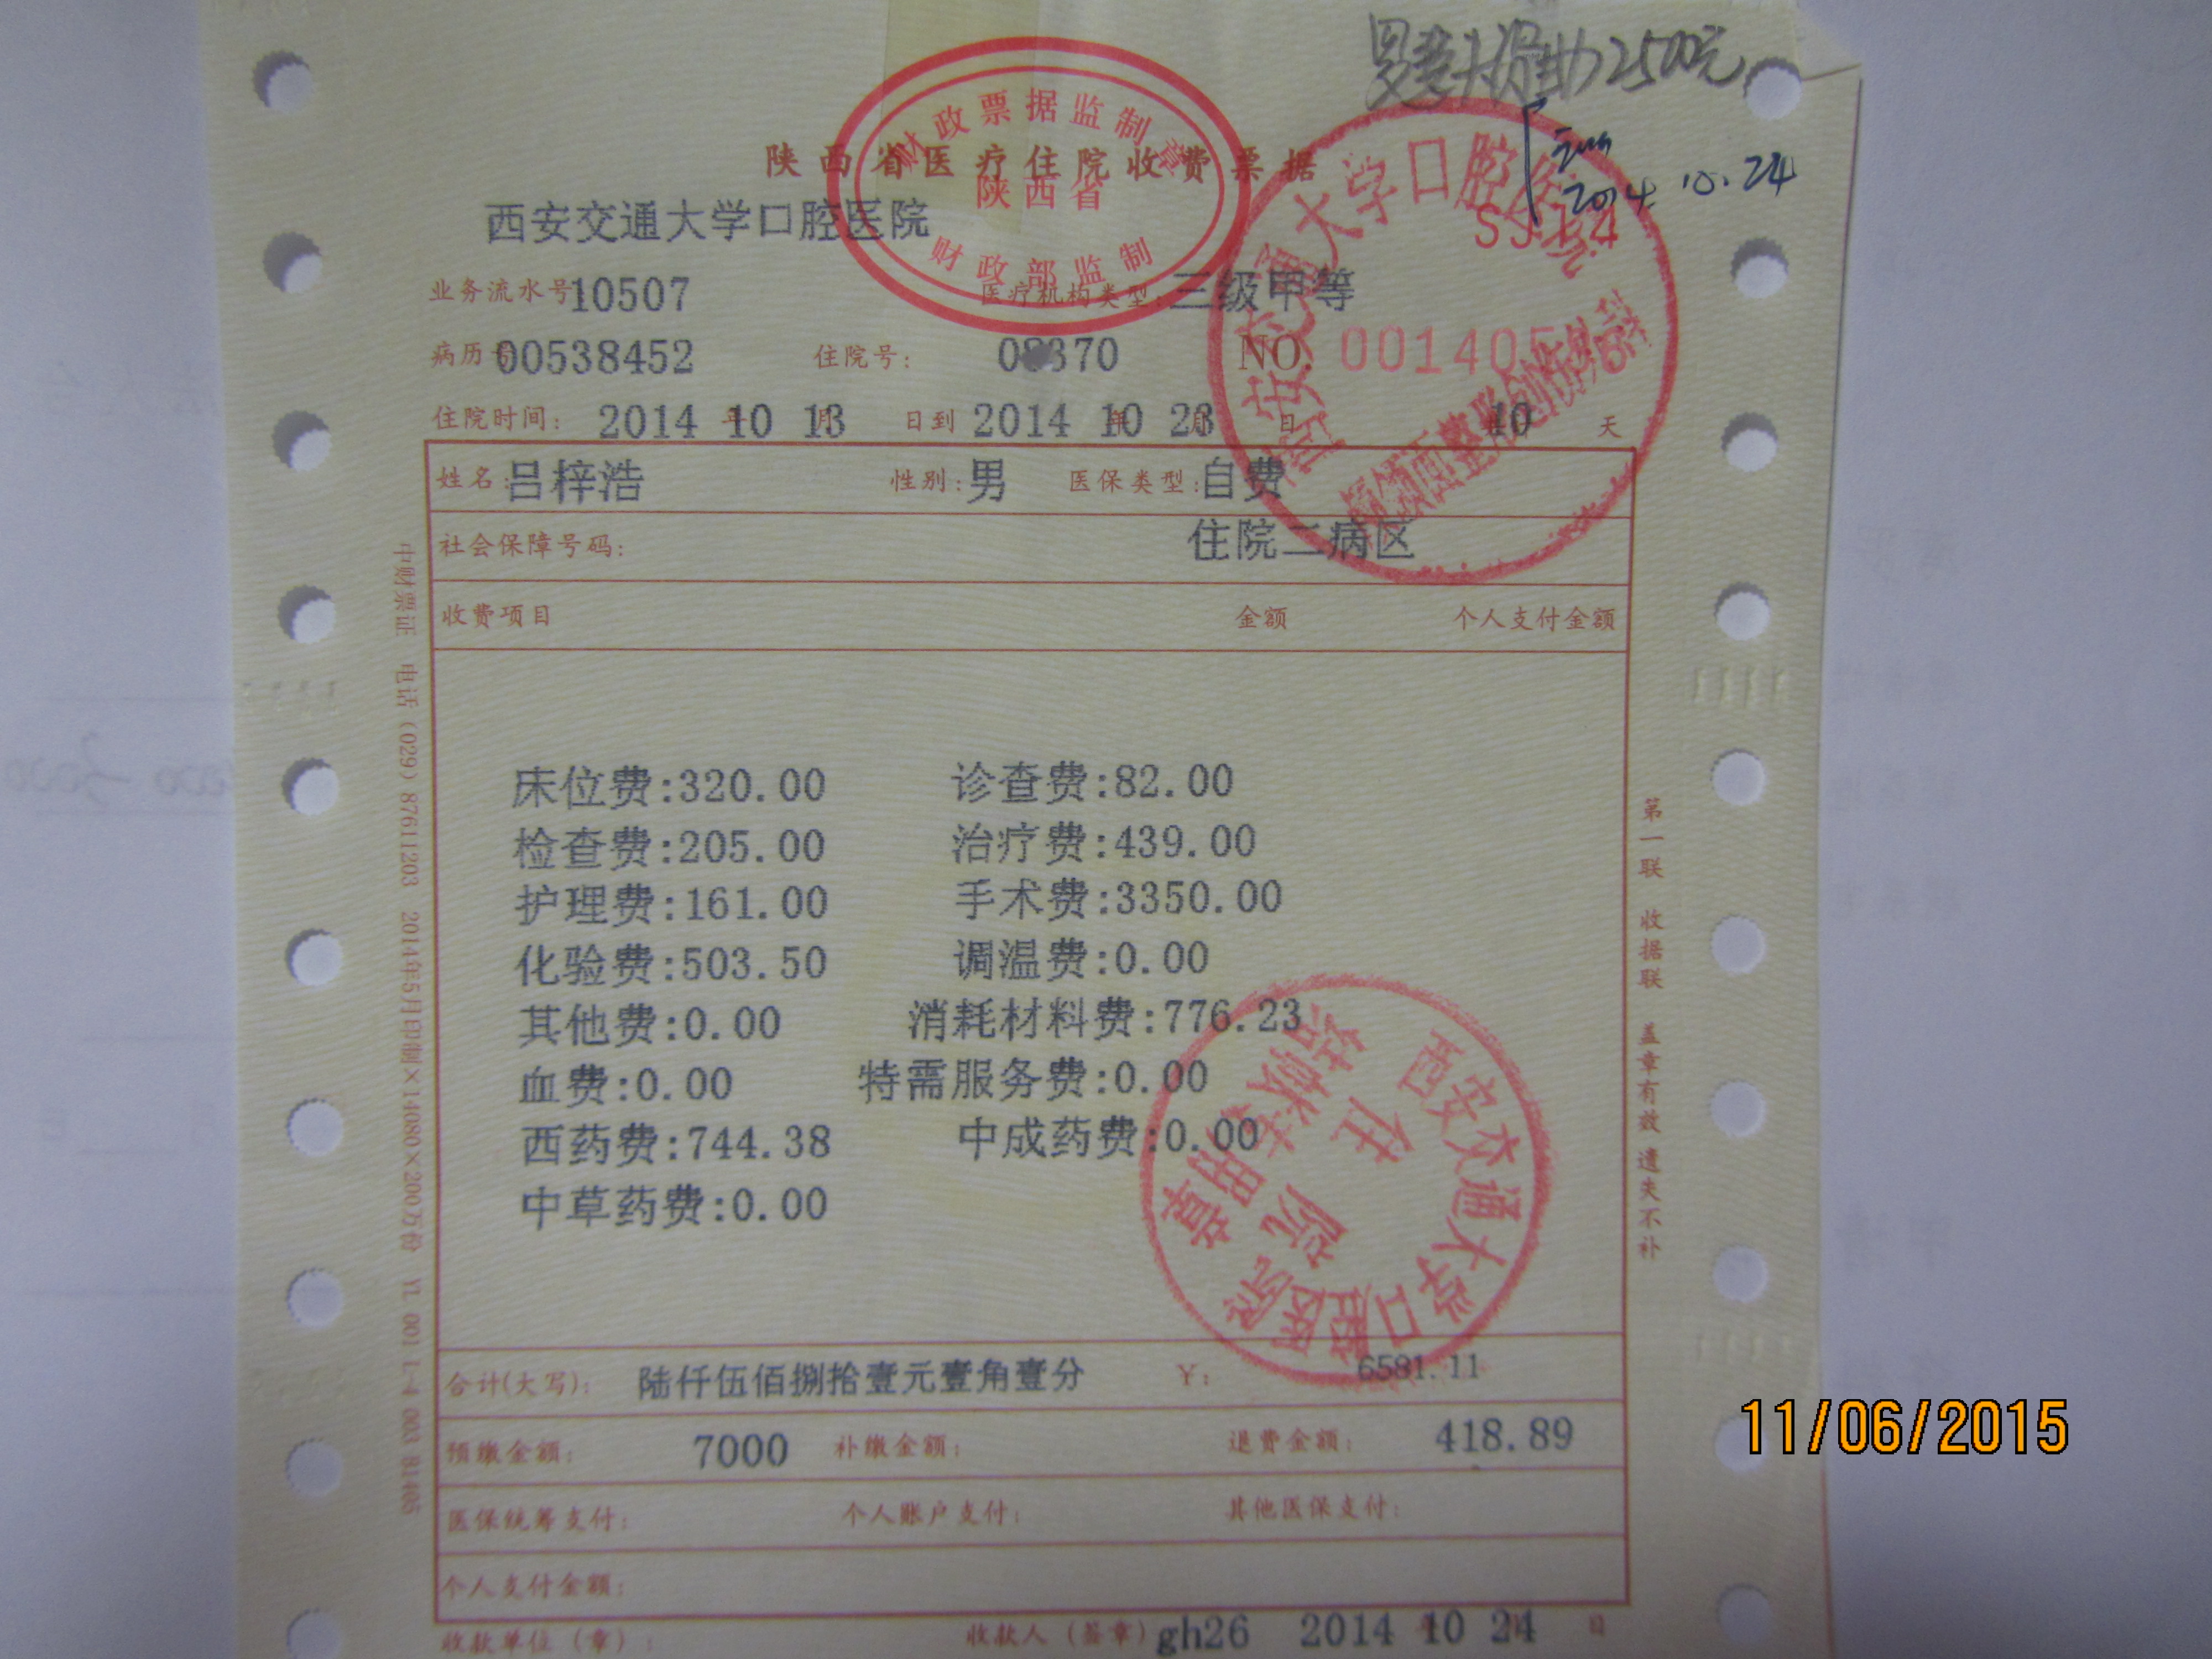 捐助2500元
2014.10.24
财政票据监制章
陕西省
财政部监制
陕西省医疗住院收费票据
西安交通大学口腔医院
SJ14
业务流水号10507 医疗机构类型:三级甲等
病历号00538452 住院号: 08370 NO. 001405
住院时间: 2014 年 10 月 13 日到 2014 年 10 月 23 日 10 天
姓名:吕梓浩 性别:男 医保类型:自费
社会保障号码: 住院二病区
收费项目 金额 个人支付金额
床位费:320.00 诊查费:82.00
检查费:205.00 治疗费:439.00
护理费:161.00 手术费:3350.00
化验费:503.50 调温费:0.00
其他费:0.00 消耗材料费:776.23
血费:0.00 特需服务费:0.00
西药费:744.38 中成药费:0.00
中草药费:0.00
西安交通大学口腔医院
住院
合计(大写): 陆仟伍佰捌拾壹元壹角壹分 ¥: 6581.11
预缴金额: 7000 补缴金额: 退费金额: 418.89
医保统筹支付: 个人账户支付: 其他医保支付:
个人支付金额:
收款单位(章): 收款人(签章)gh26 2014 年 10 月 24 日
中财票证 电话(029)87611203 2014年5月印制×14080×200万份 YL 001 1-4 003 81405
第一联 收据联 盖章有效 遗失不补
11/06/2015